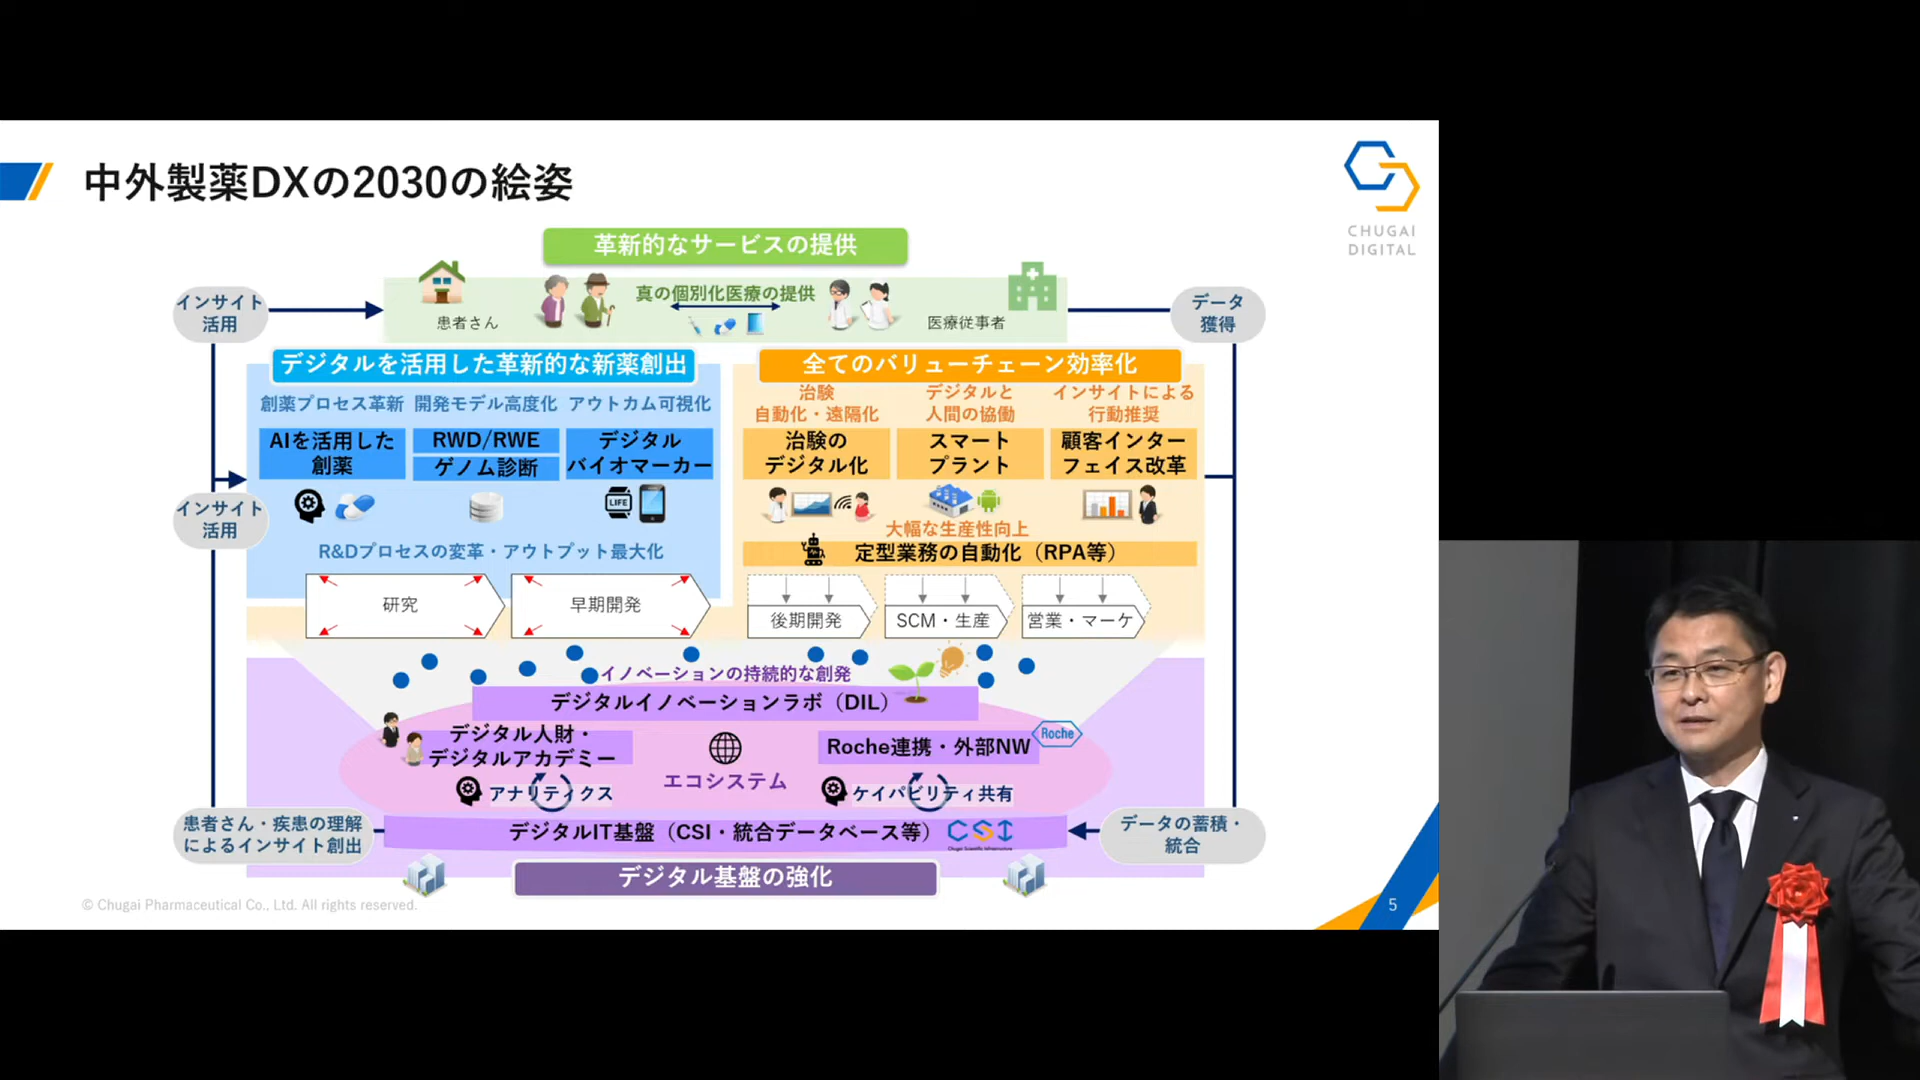 中外製薬DXの2030の絵姿
CHUGAI
DIGITAL
革新的なサービスの提供
インサイト
活用
患者さん
真の個別化医療の提供
医療従事者
データ
獲得
デジタルを活用した革新的な新薬創出
創薬プロセス革新
開発モデル高度化
アウトカム可視化
AIを活用した
創薬
RWD/RWE
ゲノム診断
デジタル
バイオマーカー
LIFE
R&Dプロセスの変革・アウトプット最大化
研究
早期開発
インサイト
活用
全てのバリューチェーン効率化
治験
自動化・遠隔化
デジタルと
人間の協働
インサイトによる
行動推奨
治験の
デジタル化
スマート
プラント
顧客インター
フェイス改革
大幅な生産性向上
定型業務の自動化（RPA等）
後期開発
SCM・生産
営業・マーケ
イノベーションの持続的な創発
デジタルイノベーションラボ（DIL）
デジタル人財・
デジタルアカデミー
エコシステム
Roche連携・外部NW
Roche
アナリティクス
ケイパビリティ共有
患者さん・疾患の理解
によるインサイト創出
デジタルIT基盤（CSI・統合データベース等）
CSI
Chugai Scientific Infrastructure
データの蓄積・
統合
デジタル基盤の強化
© Chugai Pharmaceutical Co., Ltd. All rights reserved.
5